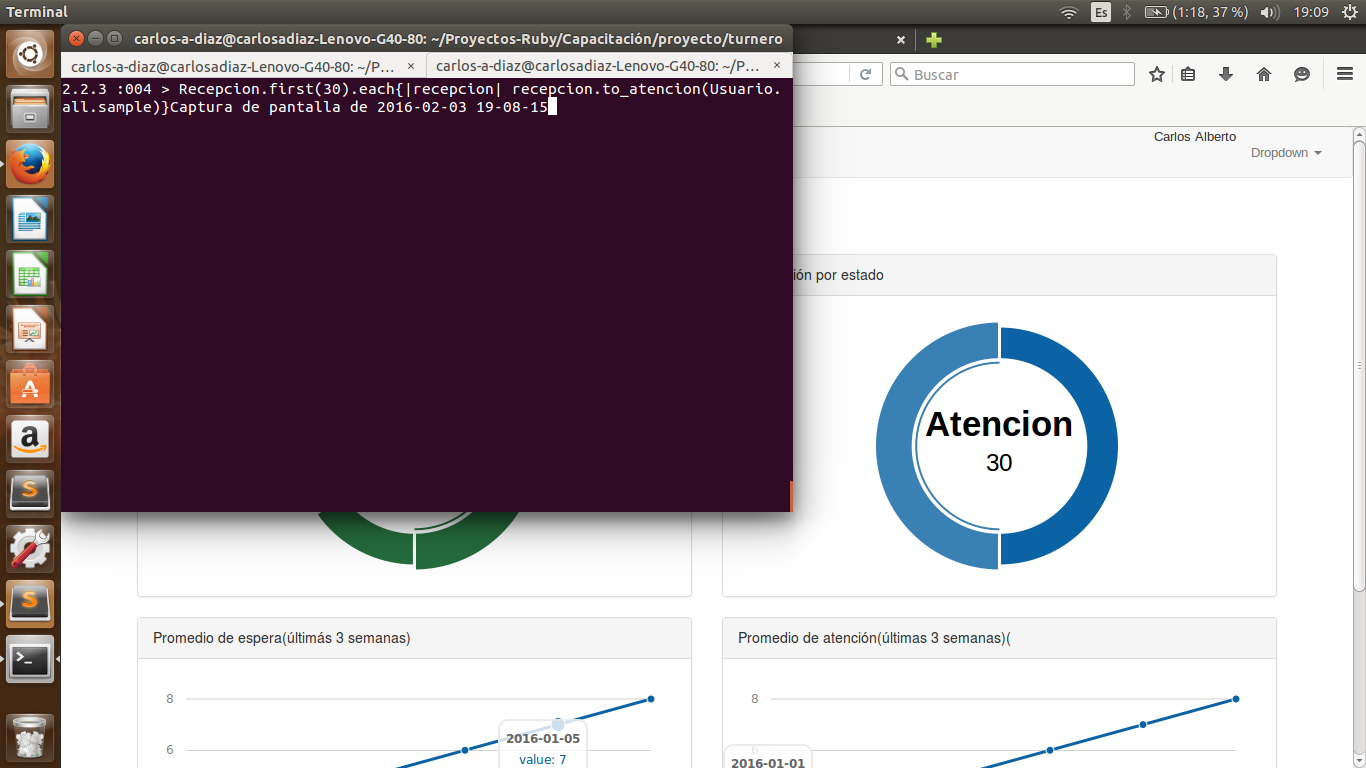 Terminal
Es
(1:18, 37 %)
19:09
carlos-a-diaz@carlosadiaz-Lenovo-G40-80: ~/Proyectos-Ruby/Capacitación/proyecto/turnero
carlos-a-diaz@carlosadiaz-Lenovo-G40-80: ~/P... ×
carlos-a-diaz@carlosadiaz-Lenovo-G40-80: ~/P... ×
2.2.3 :004 > Recepcion.first(30).each{|recepcion| recepcion.to_atencion(Usuario.
all.sample)}Captura de pantalla de 2016-02-03 19-08-15
Buscar
Carlos Alberto
Dropdown
ión por estado
Atencion
30
Promedio de espera(últimás 3 semanas)
8
6
2016-01-05
value: 7
Promedio de atención(últimas 3 semanas)(
8
6
2016-01-01